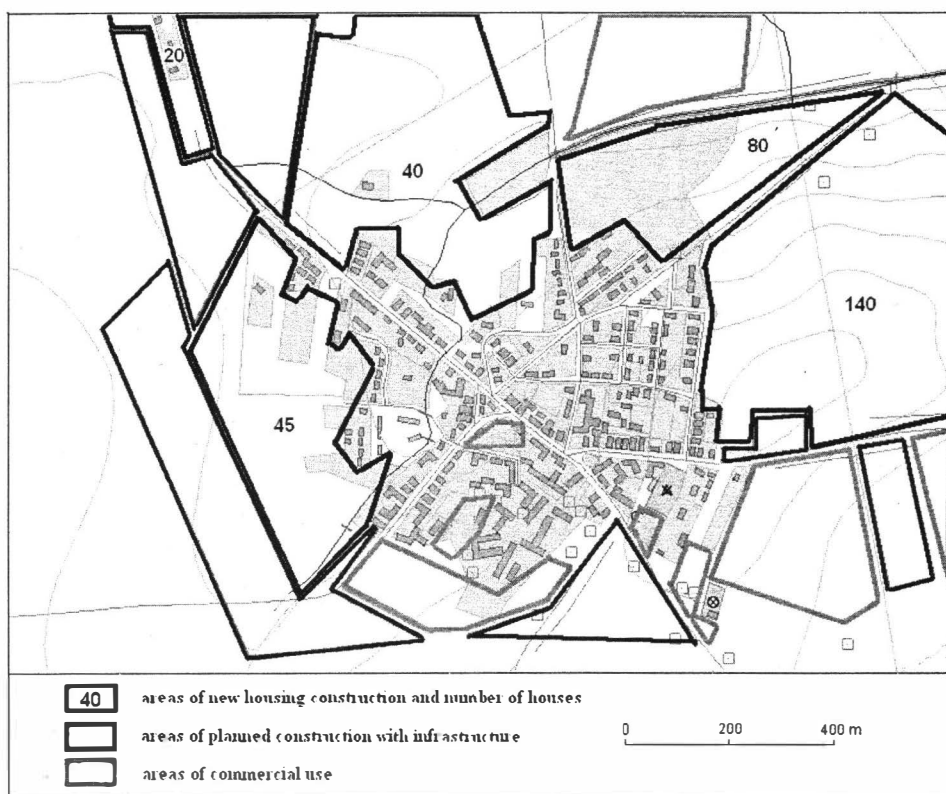 20
40
80
140
45
40 areas of new housing construction and number of houses
areas of planned construction with infrastructure
0 200 400 m
areas of commercial use